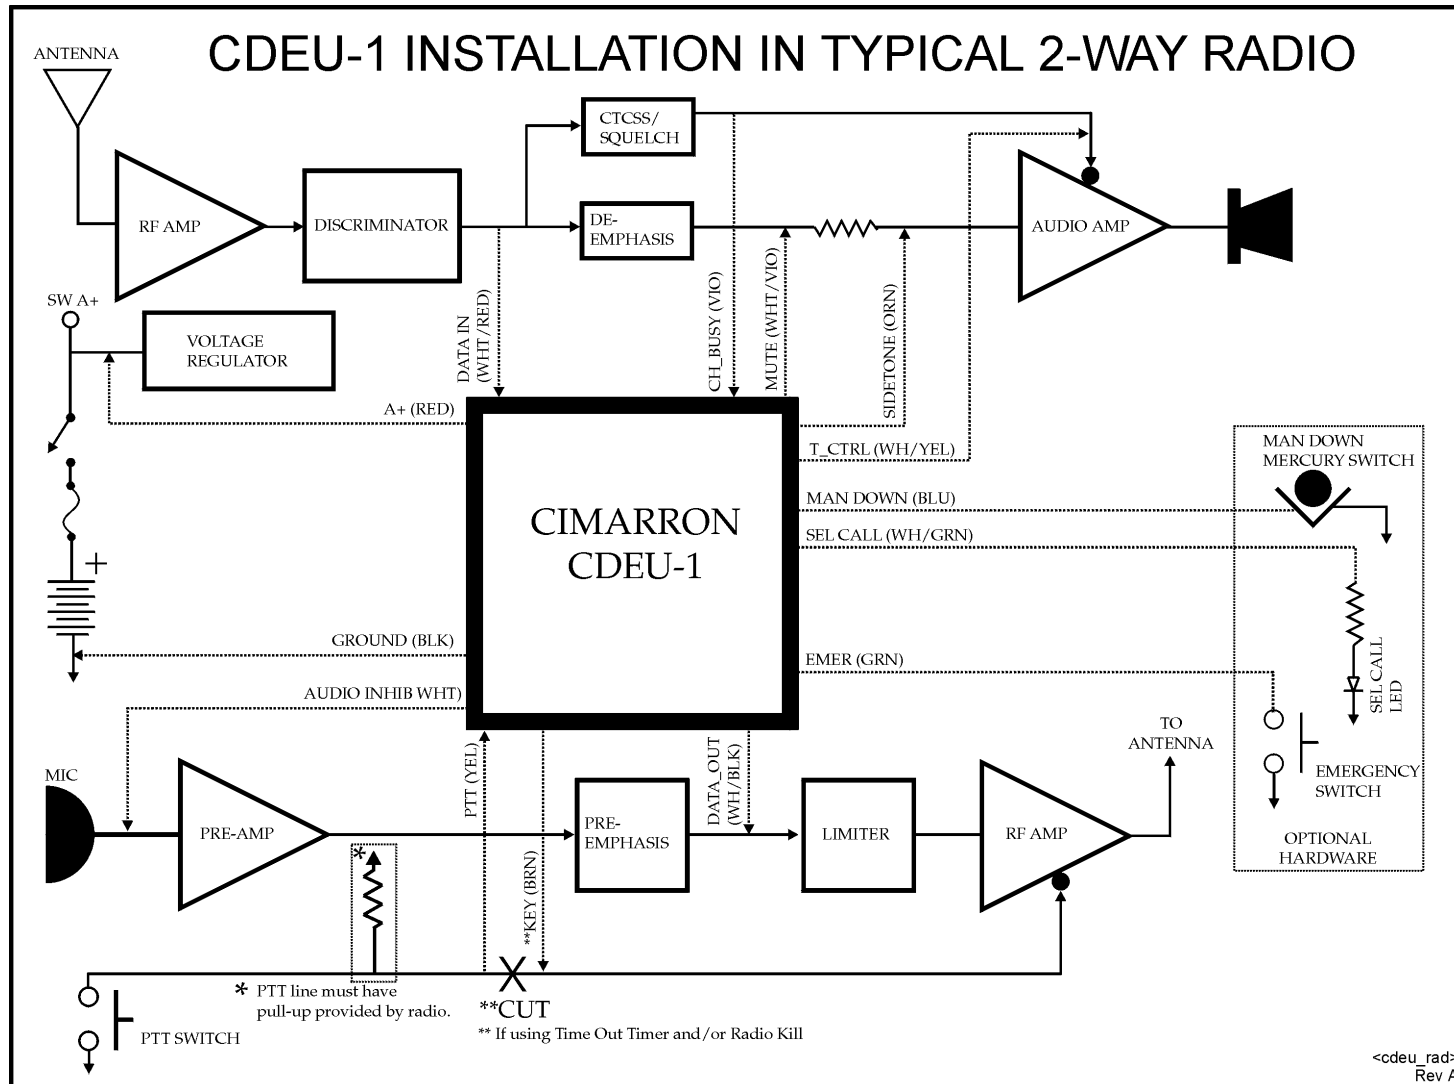 CDEU-1 INSTALLATION IN TYPICAL 2-WAY RADIO
ANTENNA
CTCSS/
SQUELCH
RF AMP
DISCRIMINATOR
DE-
EMPHASIS
AUDIO AMP
SW A+
VOLTAGE
REGULATOR
DATA IN
(WHT/RED)
CH_BUSY (VIO)
MUTE (WHT/VIO)
SIDETONE (ORN)
A+ (RED)
T_CTRL (WH/YEL)
MAN DOWN
MERCURY SWITCH
MAN DOWN (BLU)
SEL CALL (WH/GRN)
CIMARRON
CDEU-1
+
GROUND (BLK)
EMER (GRN)
SEL CALL
LED
AUDIO INHIB WHT)
TO
ANTENNA
PTT (YEL)
DATA_OUT
(WH/BLK)
MIC
EMERGENCY
SWITCH
PRE-AMP
PRE-
EMPHASIS
LIMITER
RF AMP
OPTIONAL
HARDWARE
*
**KEY (BRN)
* PTT line must have
pull-up provided by radio.
X
**CUT
** If using Time Out Timer and/or Radio Kill
PTT SWITCH
<cdeu_rad>
Rev A